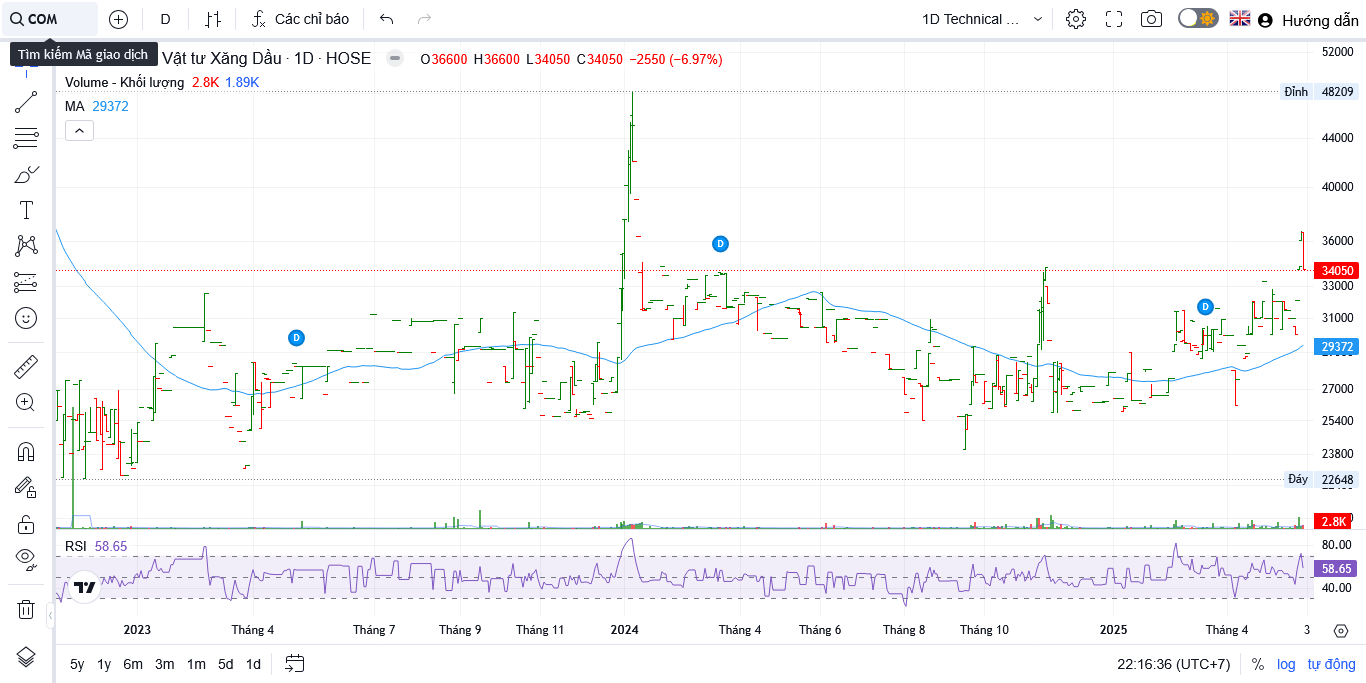 COM D Các chỉ báo 1D Technical ... Hướng dẫn
Tìm kiếm Mã giao dịch
Vật tư Xăng Dầu · 1D · HOSE O36600 H36600 L34050 C34050 −2550 (−6.97%)
Volume - Khối lượng 2.8K 1.89K
MA 29372
52000
Đỉnh 48209
44000
40000
D
36000
34050
33000
D
31000
D
29372
27000
25400
23800
Đáy 22648
2.8K
RSI 58.65
80.00
58.65
40.00
2023 Tháng 4 Tháng 7 Tháng 9 Tháng 11 2024 Tháng 4 Tháng 6 Tháng 8 Tháng 10 2025 Tháng 4 3
5y 1y 6m 3m 1m 5d 1d 22:16:36 (UTC+7) % log tự động